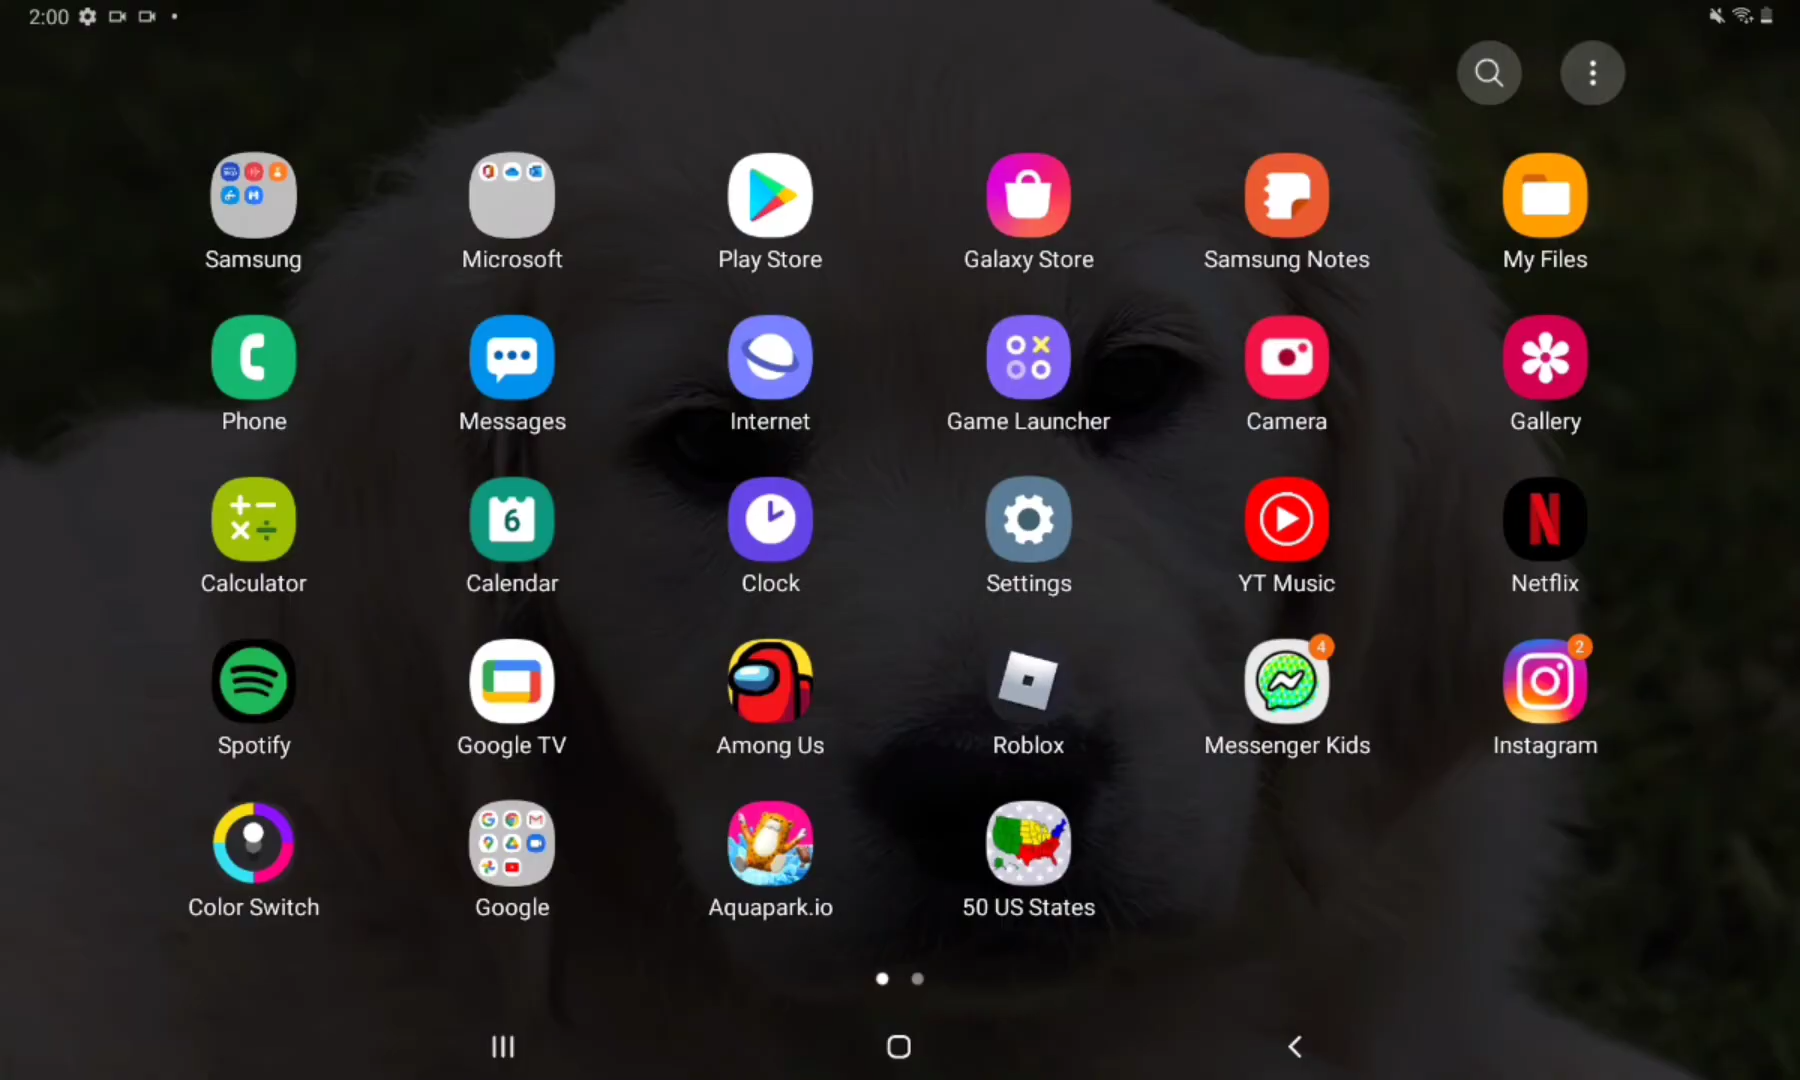 2:00
Samsung Microsoft Play Store Galaxy Store Samsung Notes My Files
Phone Messages Internet Game Launcher Camera Gallery
6
Calculator Calendar Clock Settings YT Music Netflix
4 2
Spotify Google TV Among Us Roblox Messenger Kids Instagram
Color Switch Google Aquapark.io 50 US States